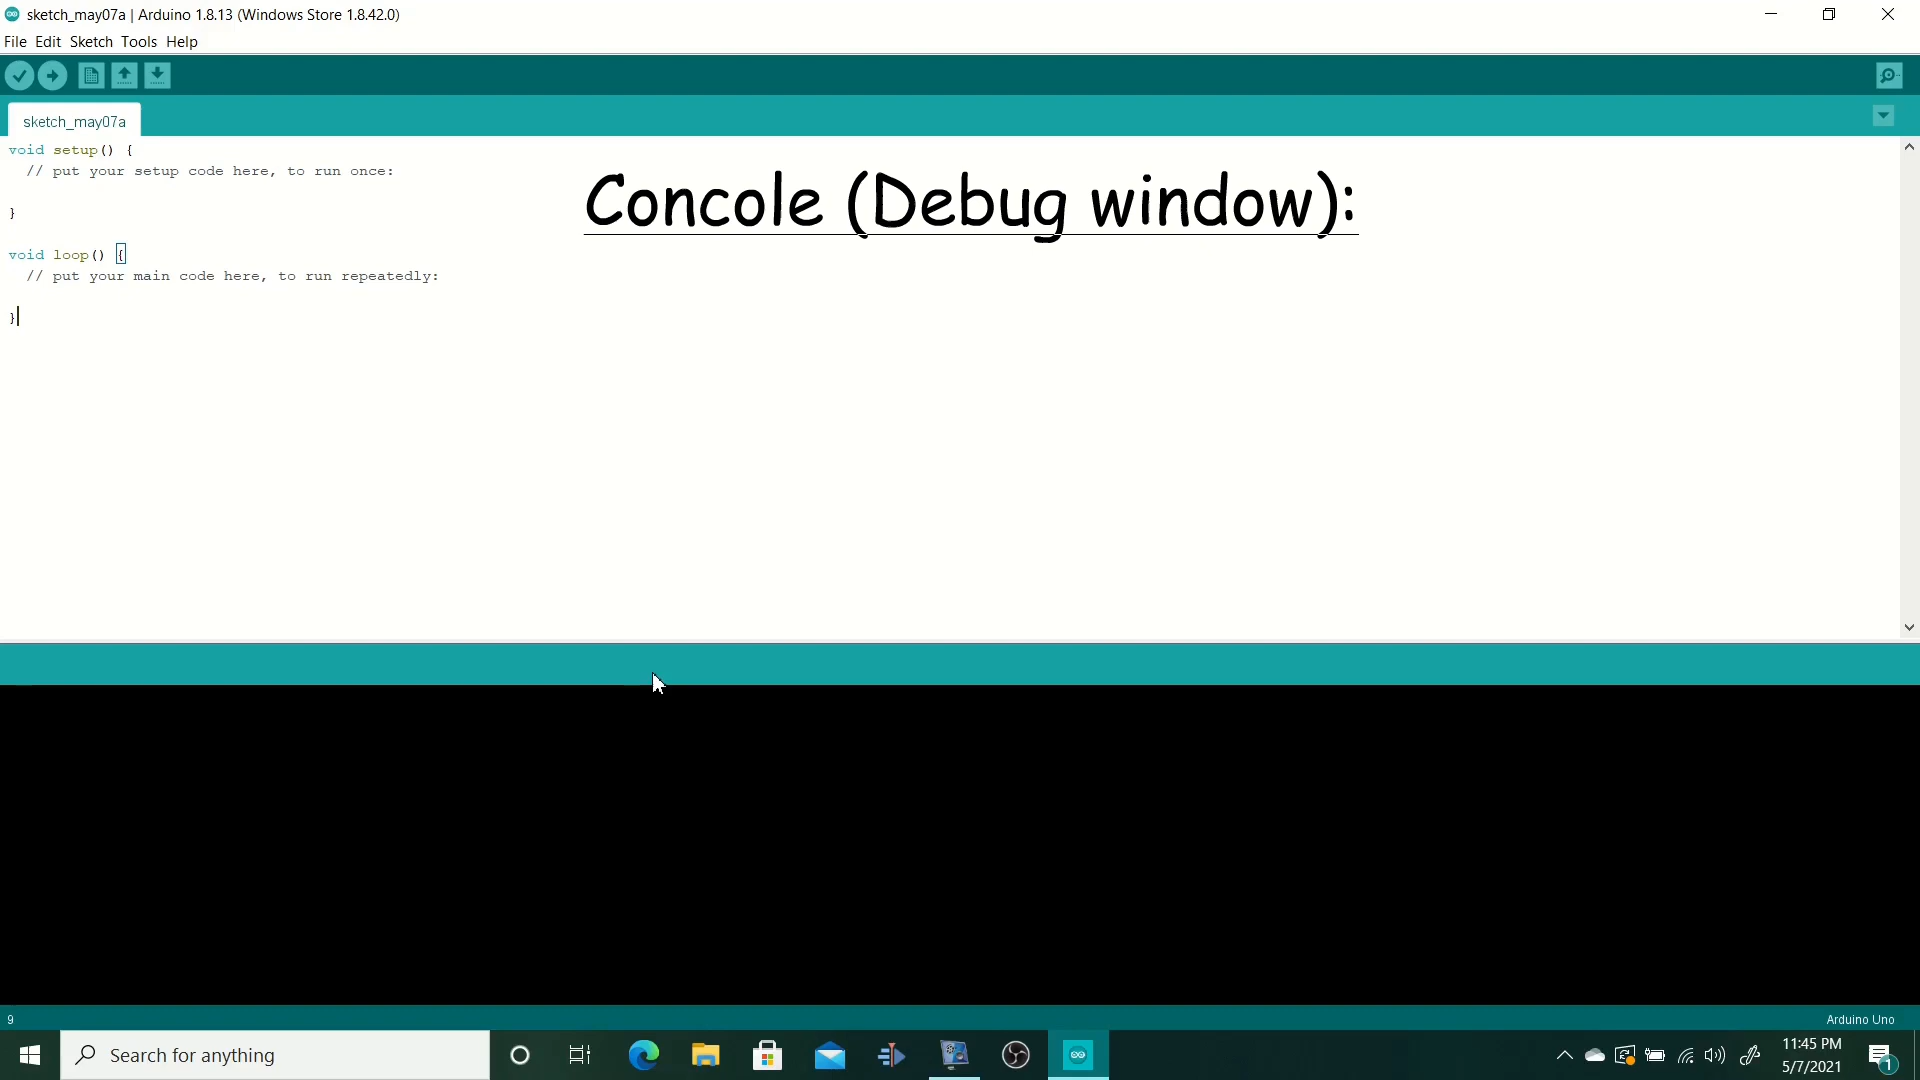 sketch_may07a | Arduino 1.8.13 (Windows Store 1.8.42.0)
File Edit Sketch Tools Help
sketch_may07a
void setup() {
// put your setup code here, to run once:
}
void loop() {
// put your main code here, to run repeatedly:
}
Concole (Debug window):
9
Arduino Uno
Search for anything
11:45 PM
5/7/2021
1